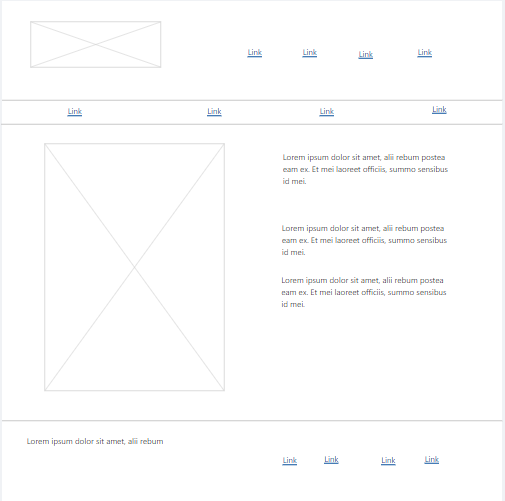 Link
Link
Link
Link
Link
Link
Link
Link
Lorem ipsum dolor sit amet, alii rebum postea
eam ex. Et mei laoreet officiis, summo sensibus
id mei.
Lorem ipsum dolor sit amet, alii rebum postea
eam ex. Et mei laoreet officiis, summo sensibus
id mei.
Lorem ipsum dolor sit amet, alii rebum postea
eam ex. Et mei laoreet officiis, summo sensibus
id mei.
Lorem ipsum dolor sit amet, alii rebum
Link
Link
Link
Link